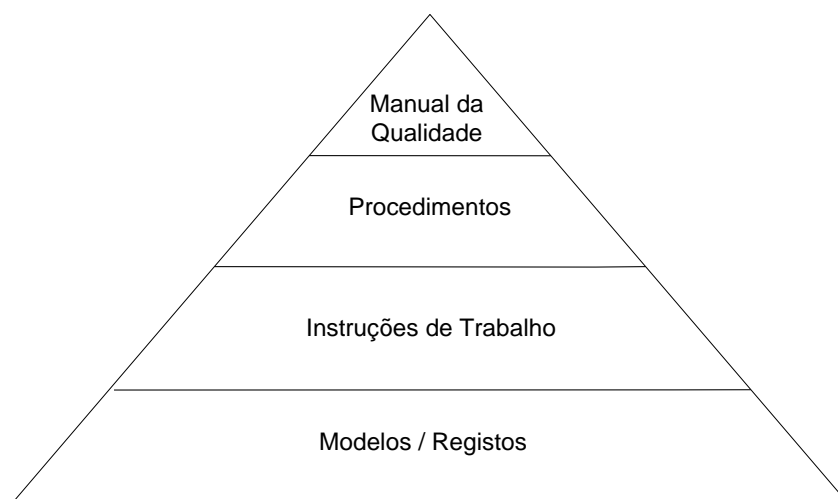 Manual da
Qualidade
Procedimentos
Instruções de Trabalho
Modelos / Registos